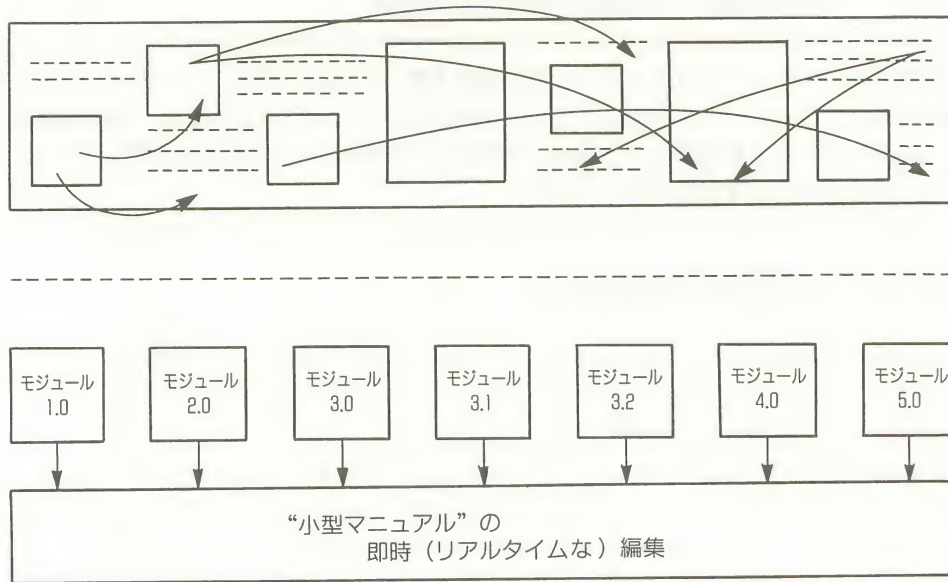 モジュール
1.0
モジュール
2.0
モジュール
3.0
モジュール
3.1
モジュール
3.2
モジュール
4.0
モジュール
5.0
“小型マニュアル”の
即時（リアルタイムな）編集